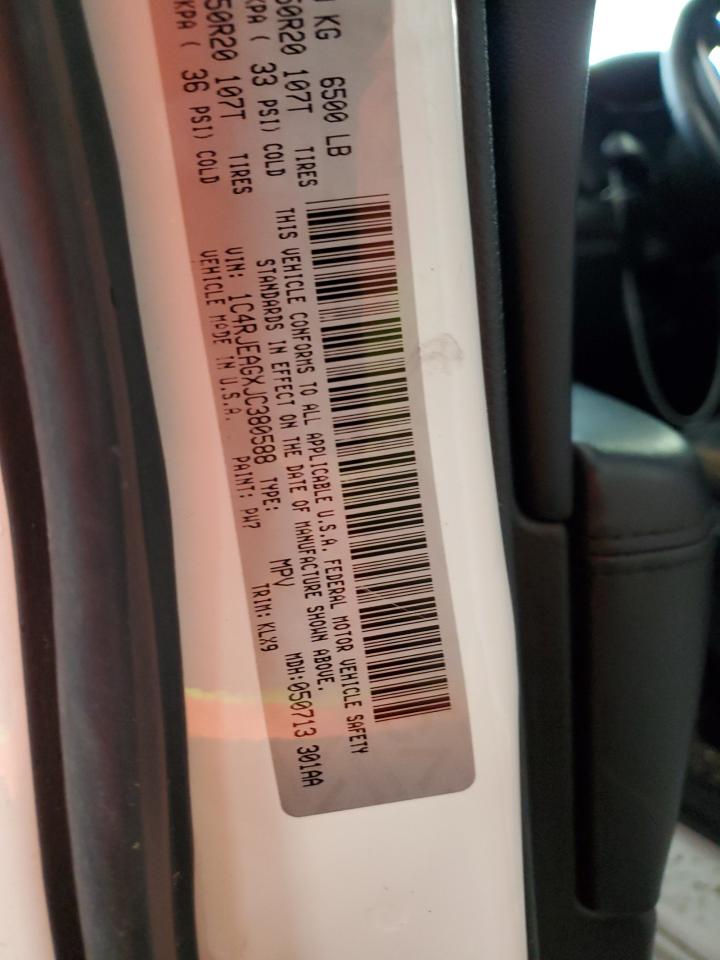 KG 6500 LB
50R20 107T TIRES
KPA ( 33 PSI) COLD
50R20 107T TIRES
KPA ( 36 PSI) COLD
THIS VEHICLE CONFORMS TO ALL APPLICABLE U.S.A. FEDERAL MOTOR VEHICLE SAFETY
STANDARDS IN EFFECT ON THE DATE OF MANUFACTURE SHOWN ABOVE.
VIN: 1C4RJEAGXJC380588 TYPE: MPV MDH:050713 301AA
VEHICLE MADE IN U.S.A. PAINT: PW7 TRIM: KLX9